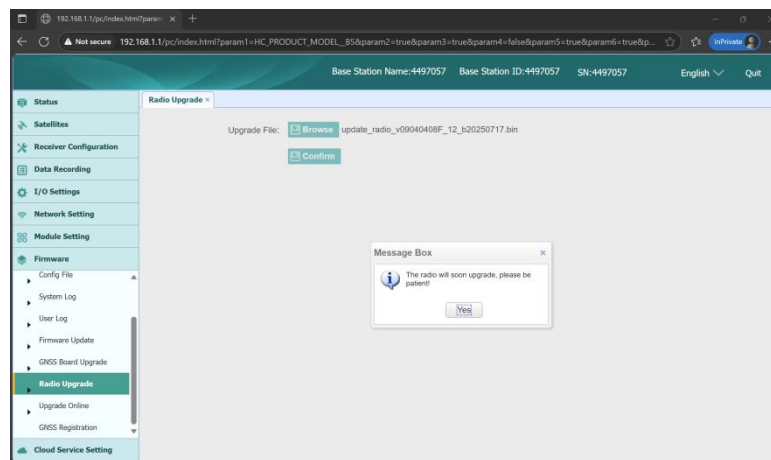 192.168.1.1/pc/index.html?param
Not secure 192.168.1.1/pc/index.html?param1=HC_PRODUCT_MODEL__B5&param2=true&param3=true&param4=false&param5=true&param6=true&p...
InPrivate
Base Station Name:4497057 Base Station ID:4497057 SN:4497057 English Quit
Status
Radio Upgrade ×
Satellites
Upgrade File: Browse update_radio_v09040408F_12_b20250717.bin
Receiver Configuration
Confirm
Data Recording
I/O Settings
Network Setting
Module Setting
Firmware
Config File
System Log
User Log
Firmware Update
GNSS Board Upgrade
Radio Upgrade
Upgrade Online
GNSS Registration
Cloud Service Setting
Message Box ×
The radio will soon upgrade, please be
patient!
Yes